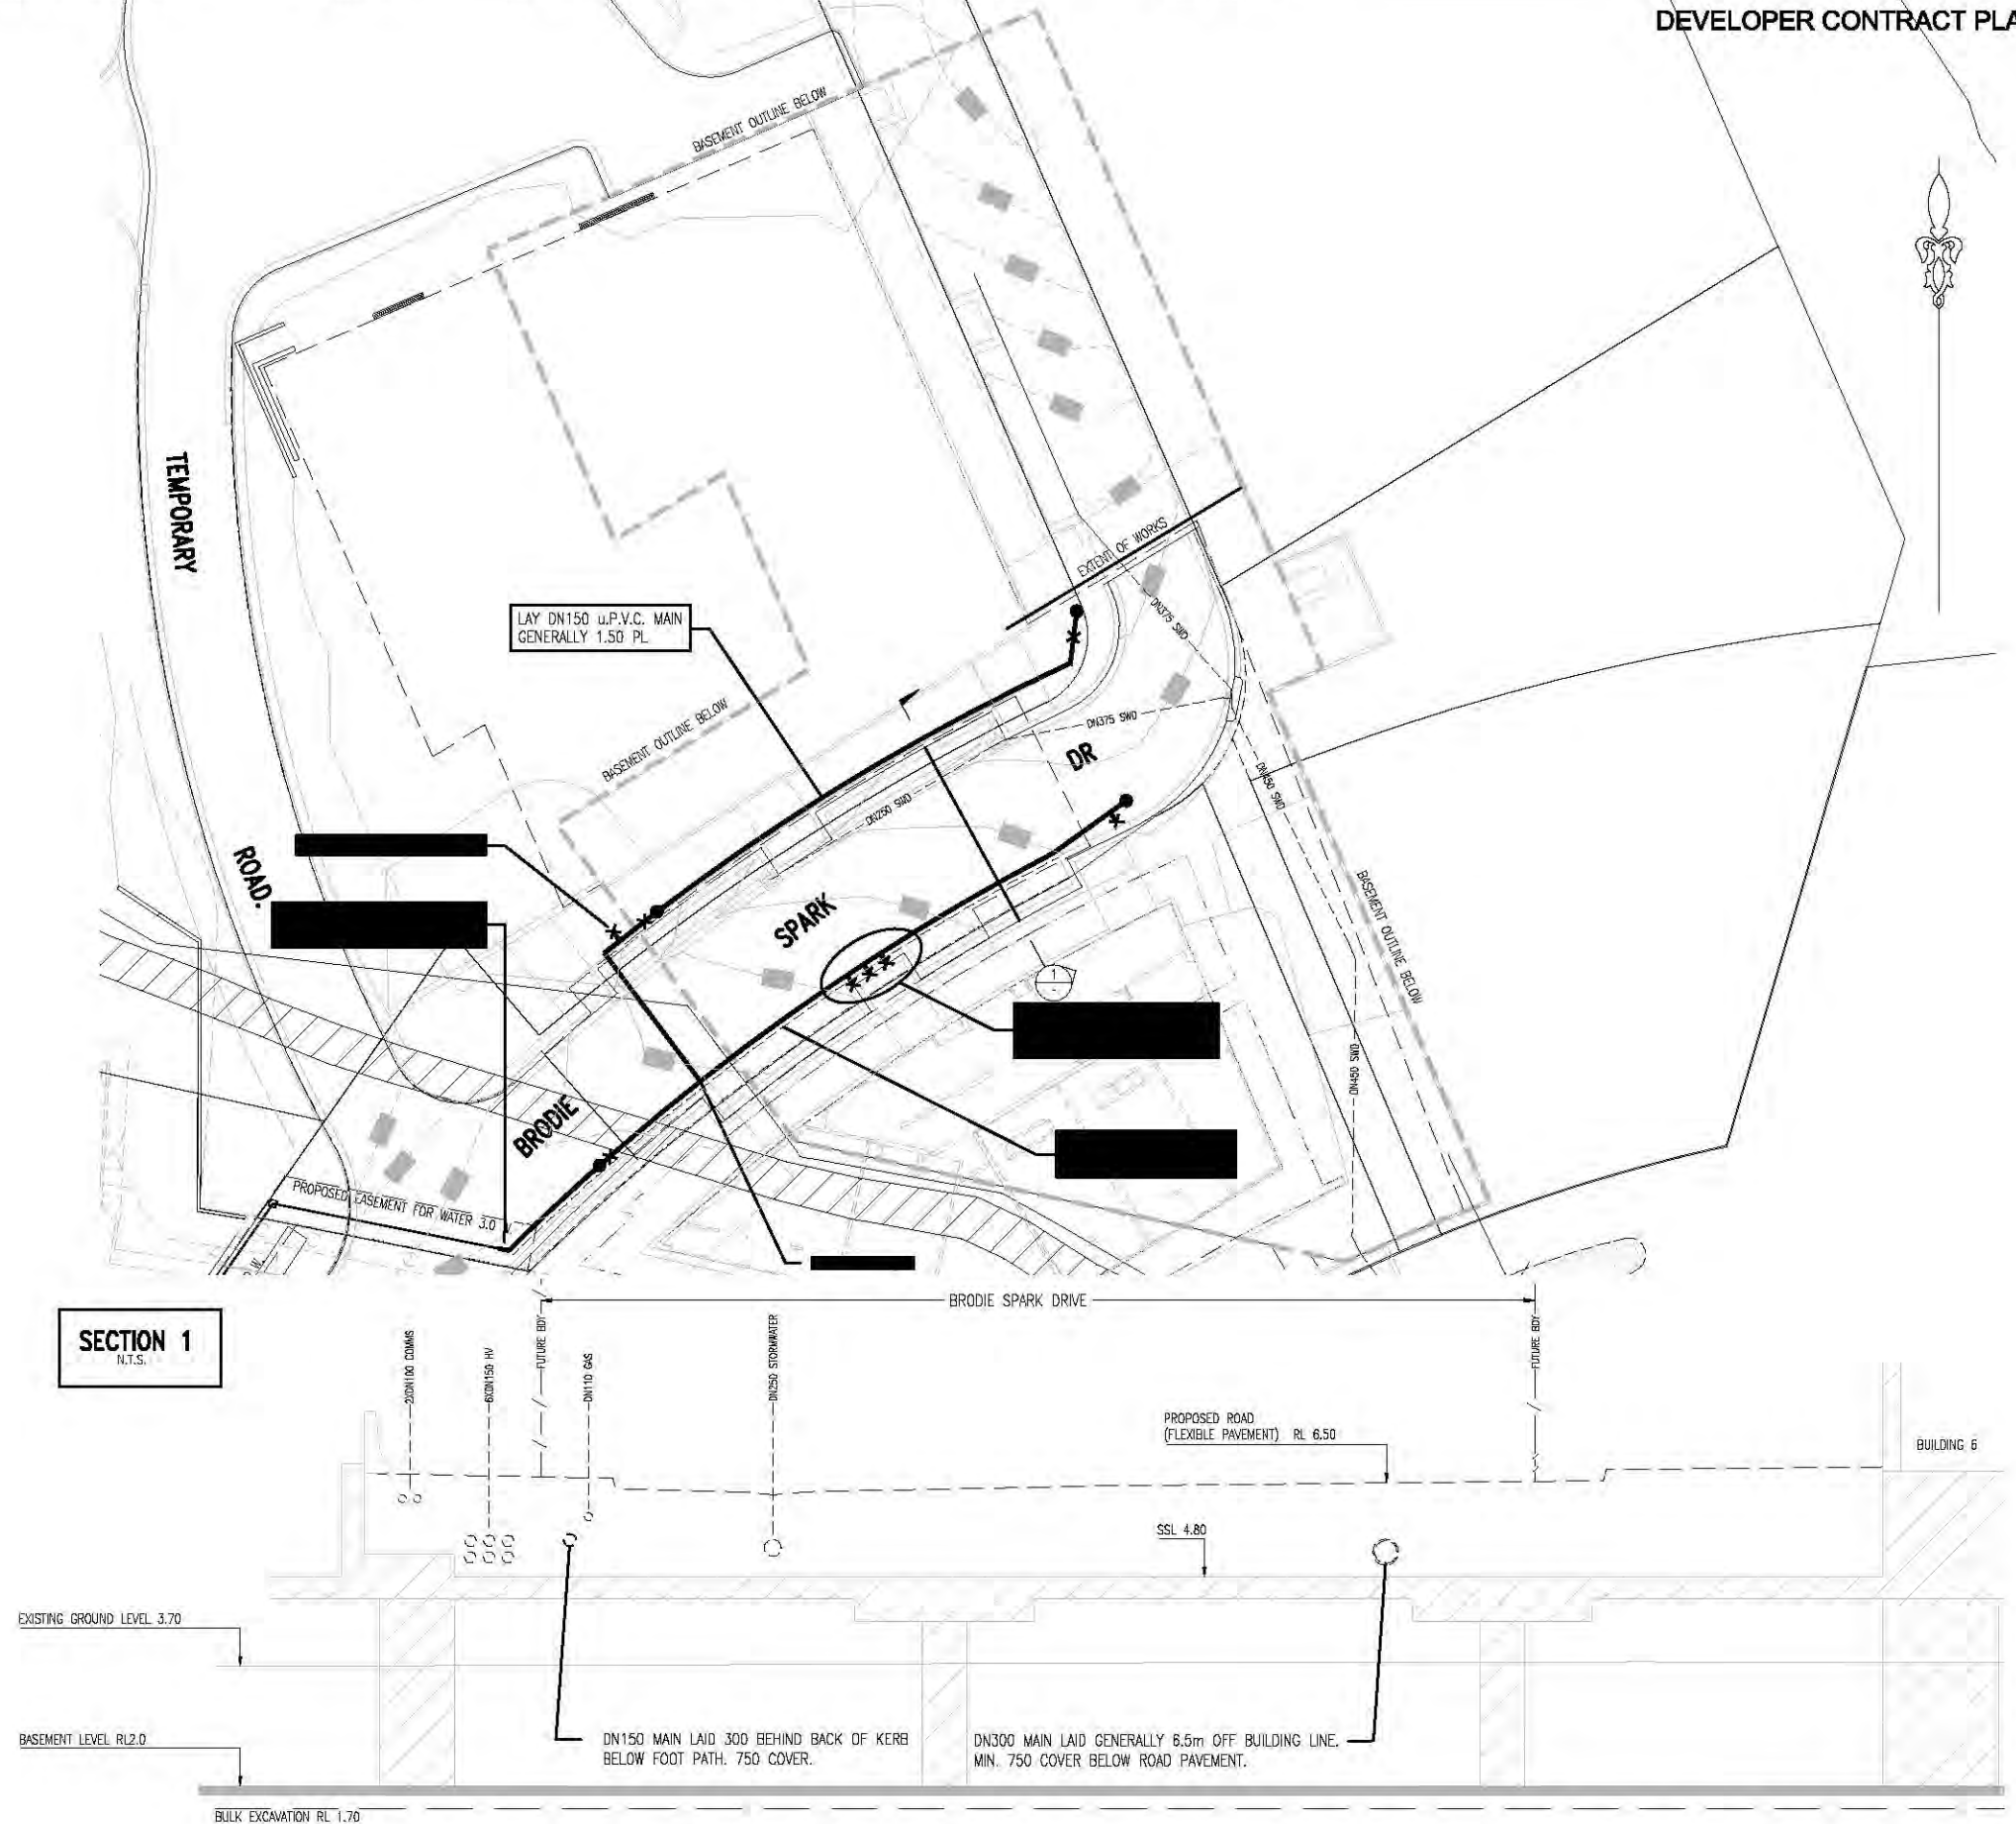 DEVELOPER CONTRACT PLA
BASEMENT OUTLINE BELOW
TEMPORARY
ROAD.
EXTENT OF WORKS
DN375 SWD
LAY DN150 u.P.V.C. MAIN
GENERALLY 1.50 PL
BASEMENT OUTLINE BELOW
DN375 SWD
DR
DN450 SWD
DN250 SWD
SPARK
BASEMENT OUTLINE BELOW
1
-
DN450 SWD
BRODIE
PROPOSED EASEMENT FOR WATER 3.0
BRODIE SPARK DRIVE
SECTION 1
N.T.S.
2XDN100 COMMS
6XDN150 HV
FUTURE BDY
DN110 GAS
DN250 STORMWATER
FUTURE BDY
PROPOSED ROAD
(FLEXIBLE PAVEMENT) RL 6.50
BUILDING 6
SSL 4.80
EXISTING GROUND LEVEL 3.70
BASEMENT LEVEL RL2.0
DN150 MAIN LAID 300 BEHIND BACK OF KERB
BELOW FOOT PATH. 750 COVER.
DN300 MAIN LAID GENERALLY 6.5m OFF BUILDING LINE.
MIN. 750 COVER BELOW ROAD PAVEMENT.
BULK EXCAVATION RL 1.70